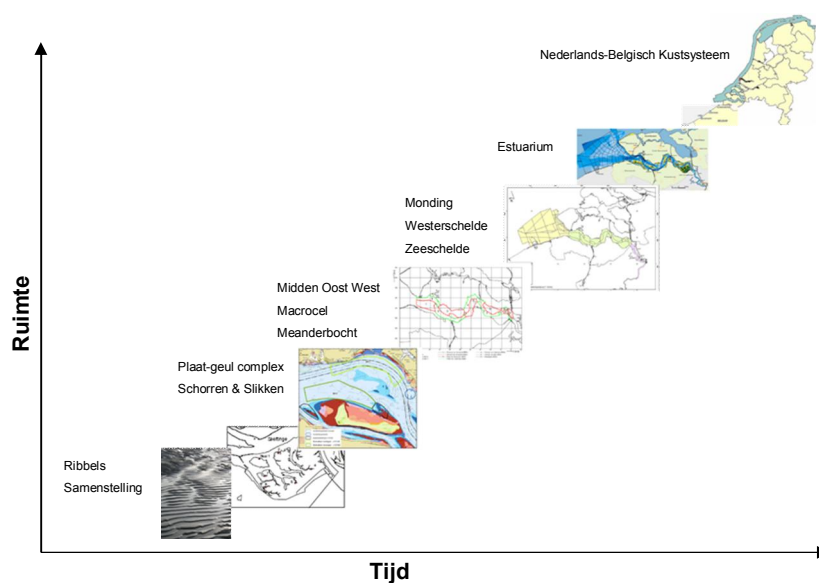 Nederlands-Belgisch Kustsysteem
Estuarium
Monding
Westerschelde
Zeeschelde
Midden Oost West
Macrocel
Meanderbocht
Plaat-geul complex
Schorren & Slikken
Ribbels
Samenstelling
Ruimte
Tijd